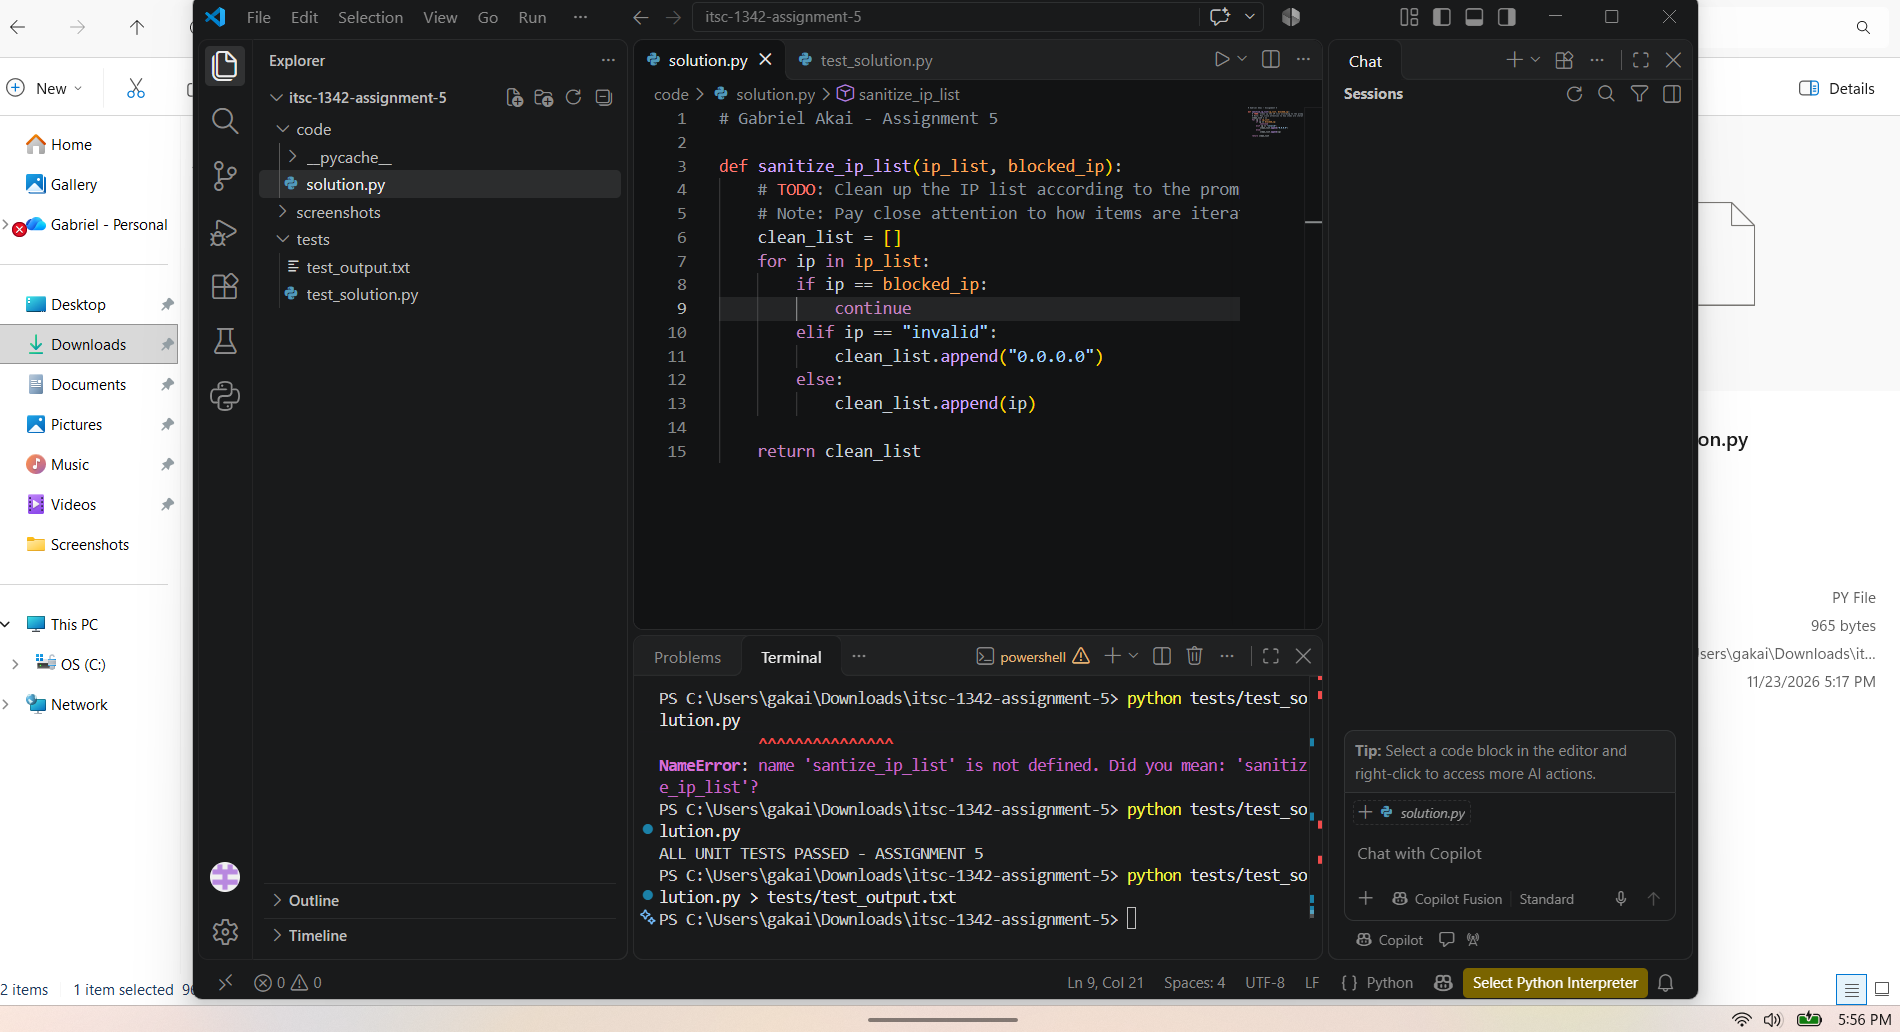 File Edit Selection View Go Run ··· itsc-1342-assignment-5
New
Details
Home
Gallery
Gabriel - Personal
Desktop
Downloads
Documents
Pictures
Music
Videos
Screenshots
This PC
OS (C:)
Network
2 items 1 item selected
Explorer
itsc-1342-assignment-5
code
__pycache__
solution.py
screenshots
tests
test_output.txt
test_solution.py
Outline
Timeline
solution.py test_solution.py
code > solution.py > sanitize_ip_list
1 # Gabriel Akai - Assignment 5
2
3 def sanitize_ip_list(ip_list, blocked_ip):
4 # TODO: Clean up the IP list according to the prom
5 # Note: Pay close attention to how items are itera
6 clean_list = []
7 for ip in ip_list:
8 if ip == blocked_ip:
9 continue
10 elif ip == "invalid":
11 clean_list.append("0.0.0.0")
12 else:
13 clean_list.append(ip)
14
15 return clean_list
Problems Terminal ··· powershell
PS C:\Users\gakai\Downloads\itsc-1342-assignment-5> python tests/test_so
lution.py
^^^^^^^^^^^^^^^
NameError: name 'santize_ip_list' is not defined. Did you mean: 'sanitiz
e_ip_list'?
PS C:\Users\gakai\Downloads\itsc-1342-assignment-5> python tests/test_so
lution.py
ALL UNIT TESTS PASSED - ASSIGNMENT 5
PS C:\Users\gakai\Downloads\itsc-1342-assignment-5> python tests/test_so
lution.py > tests/test_output.txt
PS C:\Users\gakai\Downloads\itsc-1342-assignment-5>
Chat
Sessions
Tip: Select a code block in the editor and
right-click to access more AI actions.
solution.py
Chat with Copilot
Copilot Fusion Standard
Copilot
0 0 Ln 9, Col 21 Spaces: 4 UTF-8 LF { } Python Select Python Interpreter
on.py
PY File
965 bytes
sers\gakai\Downloads\it...
11/23/2026 5:17 PM
5:56 PM